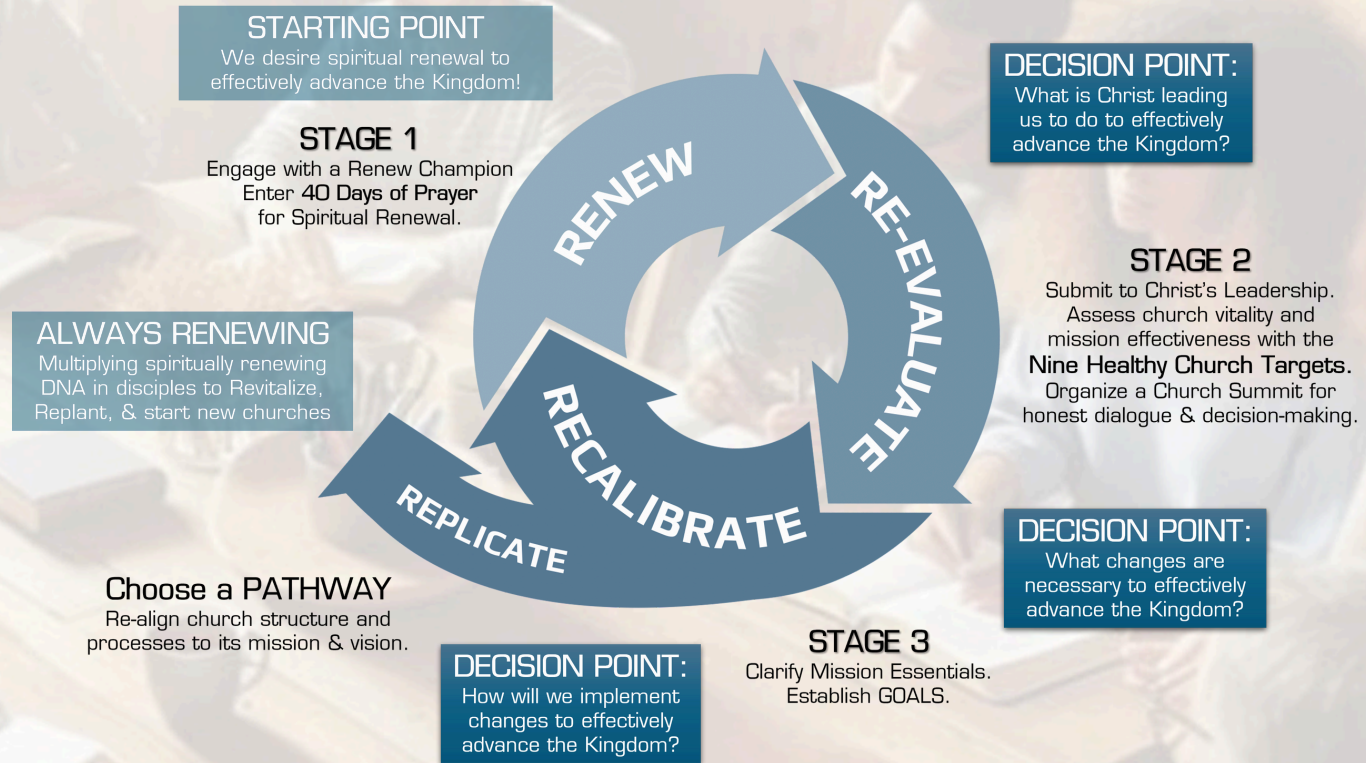 STARTING POINT
We desire spiritual renewal to
effectively advance the Kingdom!
STAGE 1
Engage with a Renew Champion
Enter 40 Days of Prayer
for Spiritual Renewal.
RENEW
DECISION POINT:
What is Christ leading
us to do to effectively
advance the Kingdom?
RE-EVALUATE
STAGE 2
Submit to Christ's Leadership.
Assess church vitality and
mission effectiveness with the
Nine Healthy Church Targets.
Organize a Church Summit for
honest dialogue & decision-making.
DECISION POINT:
What changes are
necessary to effectively
advance the Kingdom?
RECALIBRATE
STAGE 3
Clarify Mission Essentials.
Establish GOALS.
DECISION POINT:
How will we implement
changes to effectively
advance the Kingdom?
REPLICATE
Choose a PATHWAY
Re-align church structure and
processes to its mission & vision.
ALWAYS RENEWING
Multiplying spiritually renewing
DNA in disciples to Revitalize,
Replant, & start new churches